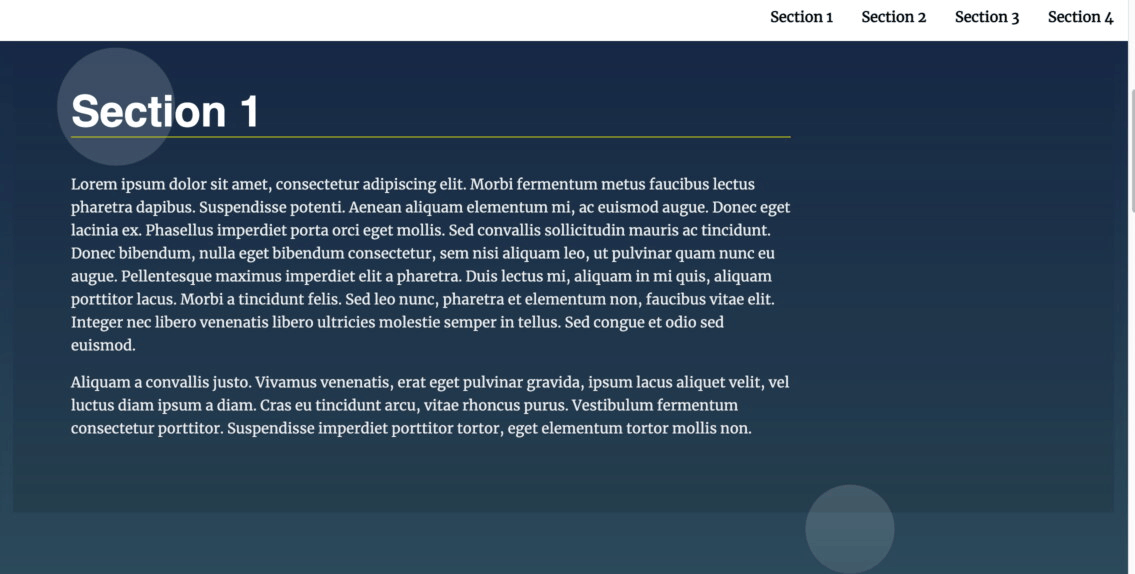 Section 1 Section 2 Section 3 Section 4
Section 1
Lorem ipsum dolor sit amet, consectetur adipiscing elit. Morbi fermentum metus faucibus lectus
pharetra dapibus. Suspendisse potenti. Aenean aliquam elementum mi, ac euismod augue. Donec eget
lacinia ex. Phasellus imperdiet porta orci eget mollis. Sed convallis sollicitudin mauris ac tincidunt.
Donec bibendum, nulla eget bibendum consectetur, sem nisi aliquam leo, ut pulvinar quam nunc eu
augue. Pellentesque maximus imperdiet elit a pharetra. Duis lectus mi, aliquam in mi quis, aliquam
porttitor lacus. Morbi a tincidunt felis. Sed leo nunc, pharetra et elementum non, faucibus vitae elit.
Integer nec libero venenatis libero ultricies molestie semper in tellus. Sed congue et odio sed
euismod.
Aliquam a convallis justo. Vivamus venenatis, erat eget pulvinar gravida, ipsum lacus aliquet velit, vel
luctus diam ipsum a diam. Cras eu tincidunt arcu, vitae rhoncus purus. Vestibulum fermentum
consectetur porttitor. Suspendisse imperdiet porttitor tortor, eget elementum tortor mollis non.